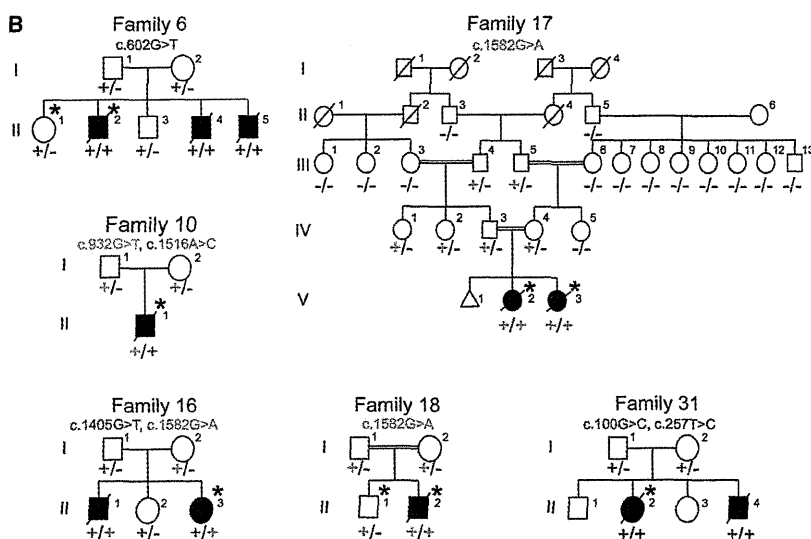 B
Family 6
c.602G>T
I
1 2
+/- +/-
II
* *
1 2 3 4 5
+/- +/+ +/- +/+ +/+
Family 17
c.1582G>A
I
1 2 3 4
II
1 2 3 4 5 6
-/- -/-
III
1 2 3 4 5 6 7 8 9 10 11 12 13
-/- -/- -/- ÷/- ÷/- -/- -/- -/- -/- -/- -/- -/- -/-
IV
1 2 3 4 5
÷/- ÷/- ÷/- ÷/- -/-
V
* *
1 2 3
÷/÷ ÷/÷
Family 10
c.932G>T, c.1516A>C
I
1 2
÷/- ÷/-
II
*
1
÷/+
Family 16
c.1405G>T, c.1582G>A
I
1 2
+/- ÷/-
II
*
1 2 3
+/÷ +/- +/÷
Family 18
c.1582G>A
I
1 2
÷/- ÷/-
II
* *
1 2
÷/- ÷/÷
Family 31
c.100G>C, c.257T>C
I
1 2
+/- +/-
II
*
1 2 3 4
+/+ +/+